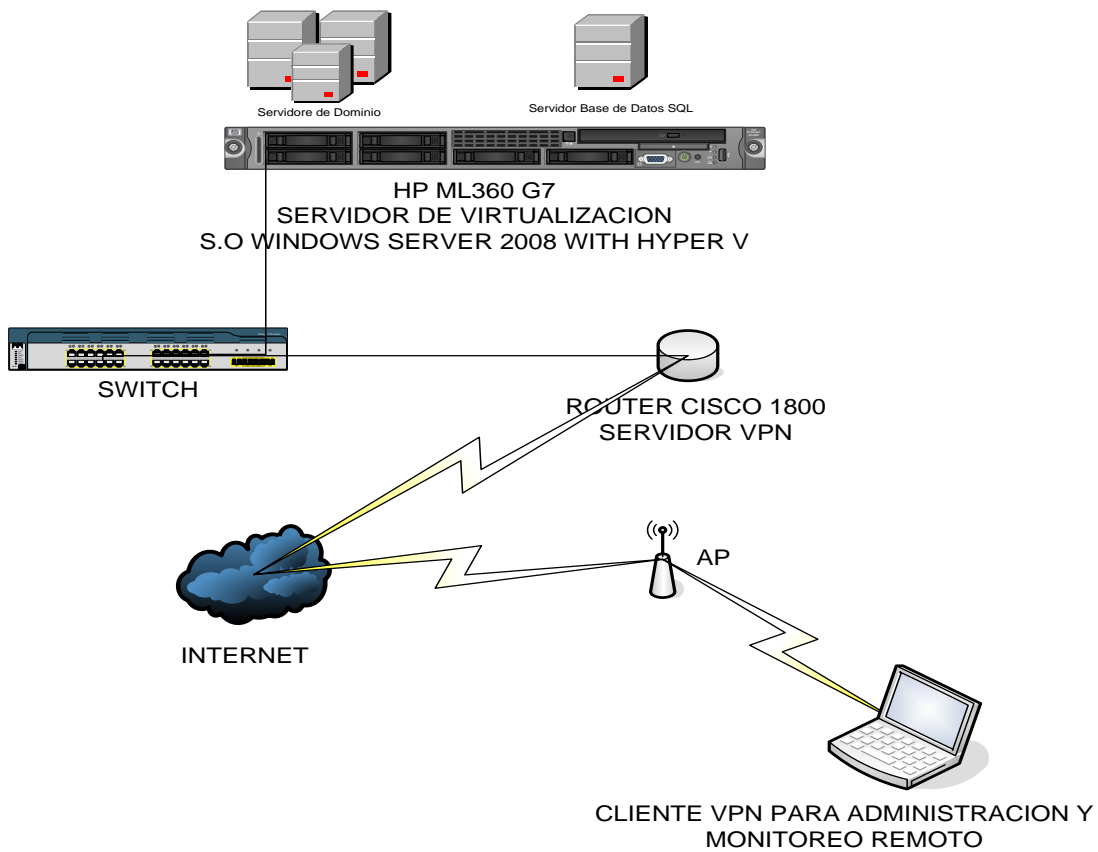 Servidore de Dominio
Servidor Base de Datos SQL
HP ML360 G7
SERVIDOR DE VIRTUALIZACION
S.O WINDOWS SERVER 2008 WITH HYPER V
SWITCH
ROUTER CISCO 1800
SERVIDOR VPN
AP
INTERNET
CLIENTE VPN PARA ADMINISTRACION Y
MONITOREO REMOTO